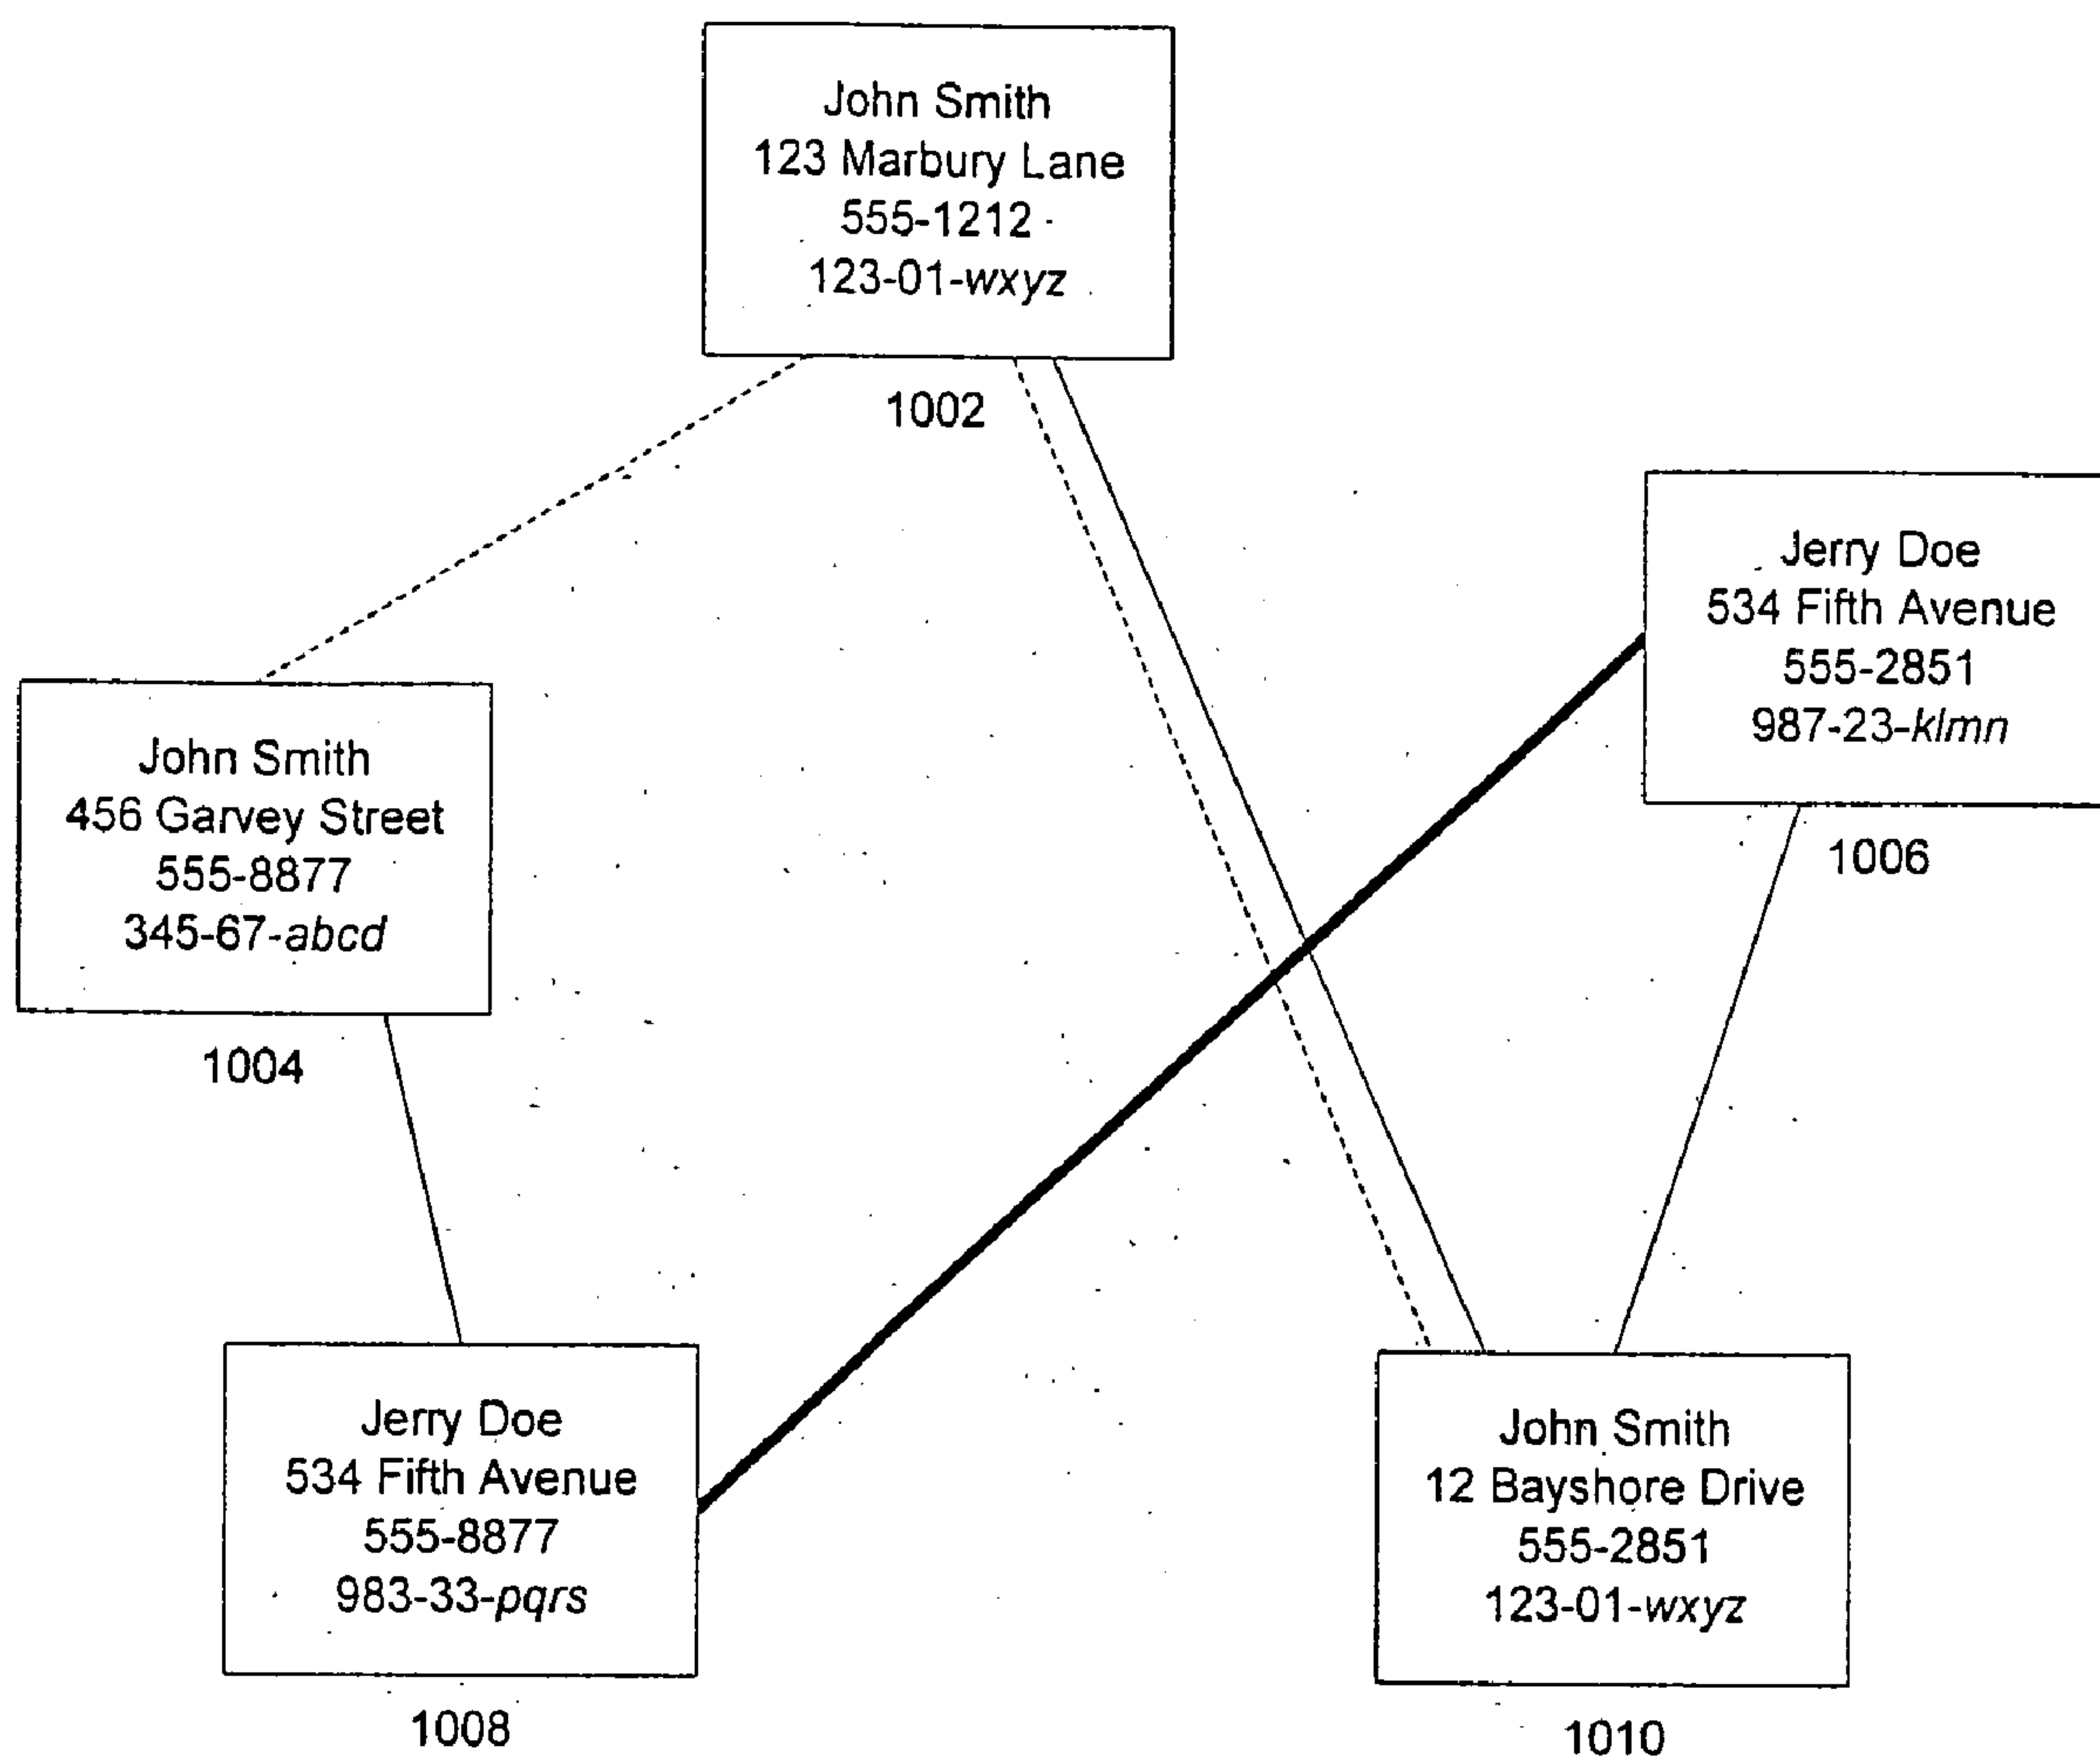 John Smith
123 Marbury Lane
555-1212
123-01-wxyz
1002
Jerry Doe
534 Fifth Avenue
555-2851
987-23-klmn
1006
John Smith
456 Garvey Street
555-8877
345-67-abcd
1004
Jerry Doe
534 Fifth Avenue
555-8877
983-33-pqrs
1008
John Smith
12 Bayshore Drive
555-2851
123-01-wxyz
1010